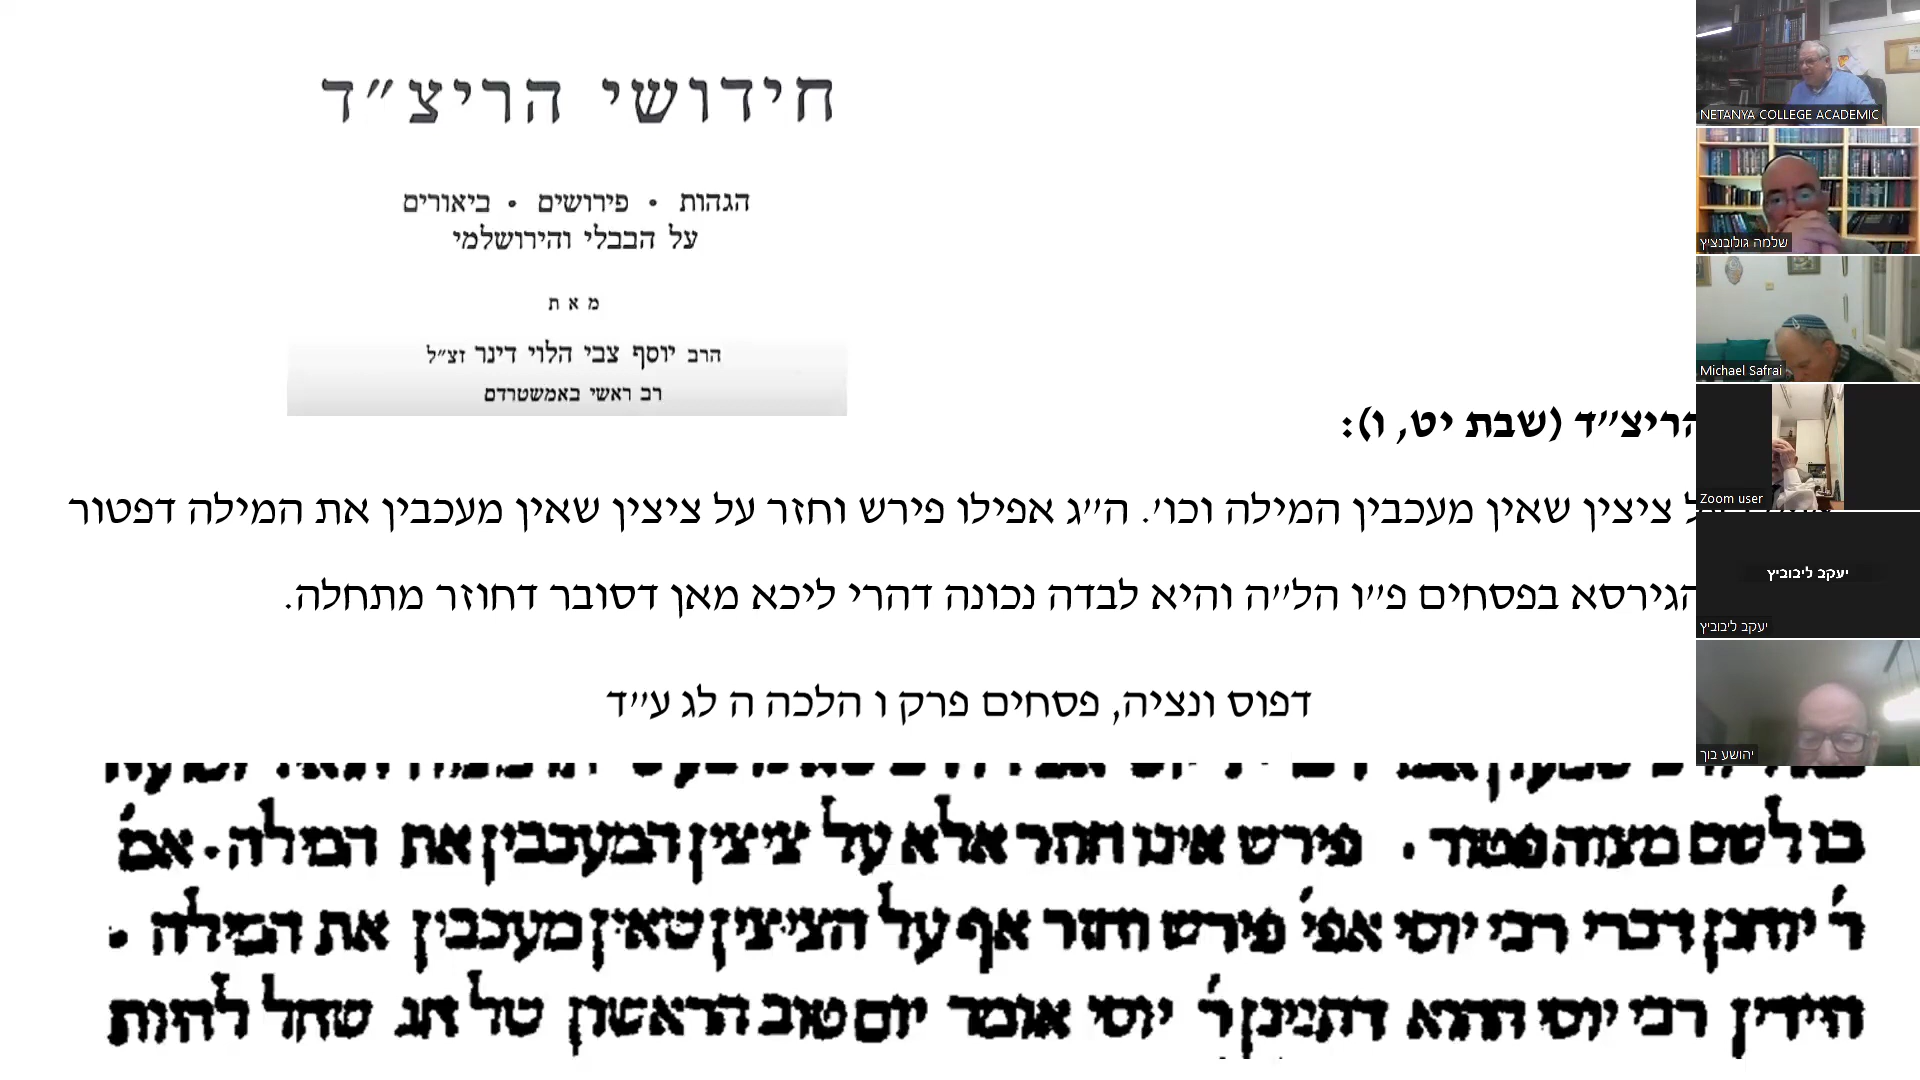 חידושי הריצ״ד
הגהות • פירושים • ביאורים
על הבבלי והירושלמי
מאת
הרב יוסף צבי הלוי דינר זצ״ל
רב ראשי באמשטרדם
הריצ״ד (שבת יט, ו):
ציצין שאין מעכבין המילה וכו'. ה״ג אפילו פירש וחזר על ציצין שאין מעכבין את המילה דפטור
הגירסא בפסחים פ״ו הל״ה והיא לבדה נכונה דהרי ליכא מאן דסובר דחוזר מתחלה.
דפוס ונציה, פסחים פרק ו הלכה ה לג ע״ד
בו לשם מצוה פטור · פירש אינו חוזר אלא על ציצין המעכבין את המילה · אמ'
ר' יוחנן דברי רבי יוסי אפי' פירש וחוזר אף על הציצין שאין מעכבין את המילה ·
היידין רבי יוסי ההוא דתנינן ר' יוסי אומר יום טוב הראשון של חג שחל להיות
NETANYA COLLEGE ACADEMIC
שלמה גולובנציץ
Michael Safrai
Zoom user
יעקב ליבוביץ
יעקב ליבוביץ
יהושע בוך